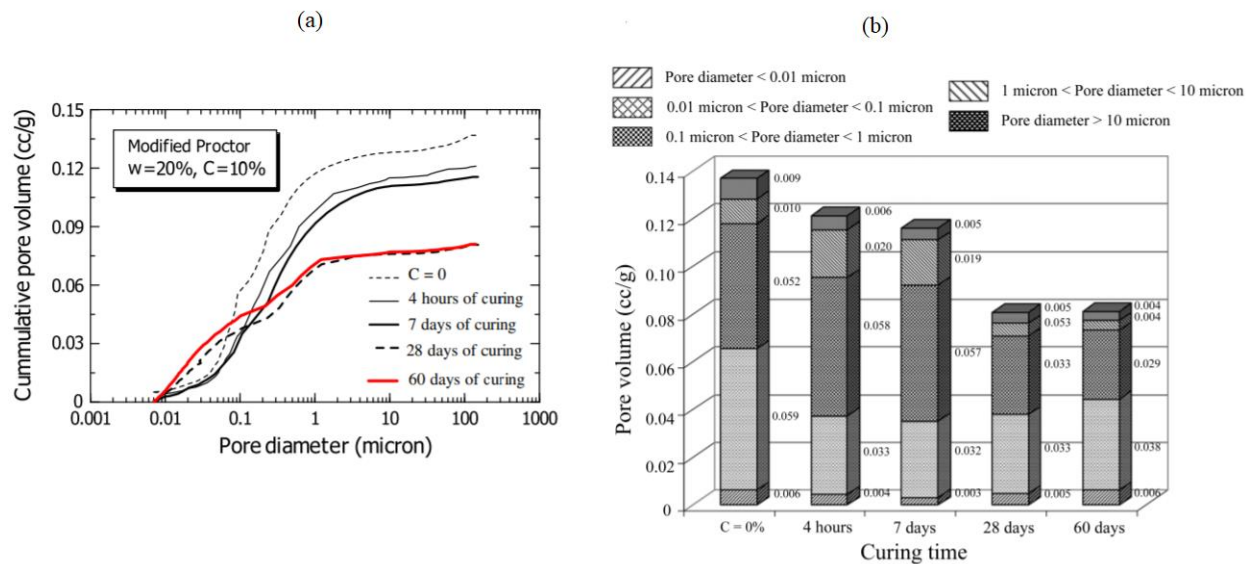 (a)
Cummulative pore volume (cc/g)
0.15
0.12
0.09
0.06
0.03
0
Modified Proctor
w=20%, C=10%
C = 0
4 hours of curing
7 days of curing
28 days of curing
60 days of curing
0.001 0.01 0.1 1 10 100 1000
Pore diameter (micron)
(b)
Pore diameter < 0.01 micron
0.01 micron < Pore diameter < 0.1 micron
0.1 micron < Pore diameter < 1 micron
1 micron < Pore diameter < 10 micron
Pore diameter > 10 micron
Pore volume (cc/g)
0.14
0.12
0.10
0.08
0.06
0.04
0.02
0
0.009
0.010
0.052
0.059
0.006
0.006
0.020
0.058
0.033
0.004
0.005
0.019
0.057
0.032
0.003
0.005
0.053
0.033
0.033
0.005
0.004
0.004
0.029
0.038
0.006
C = 0% 4 hours 7 days 28 days 60 days
Curing time